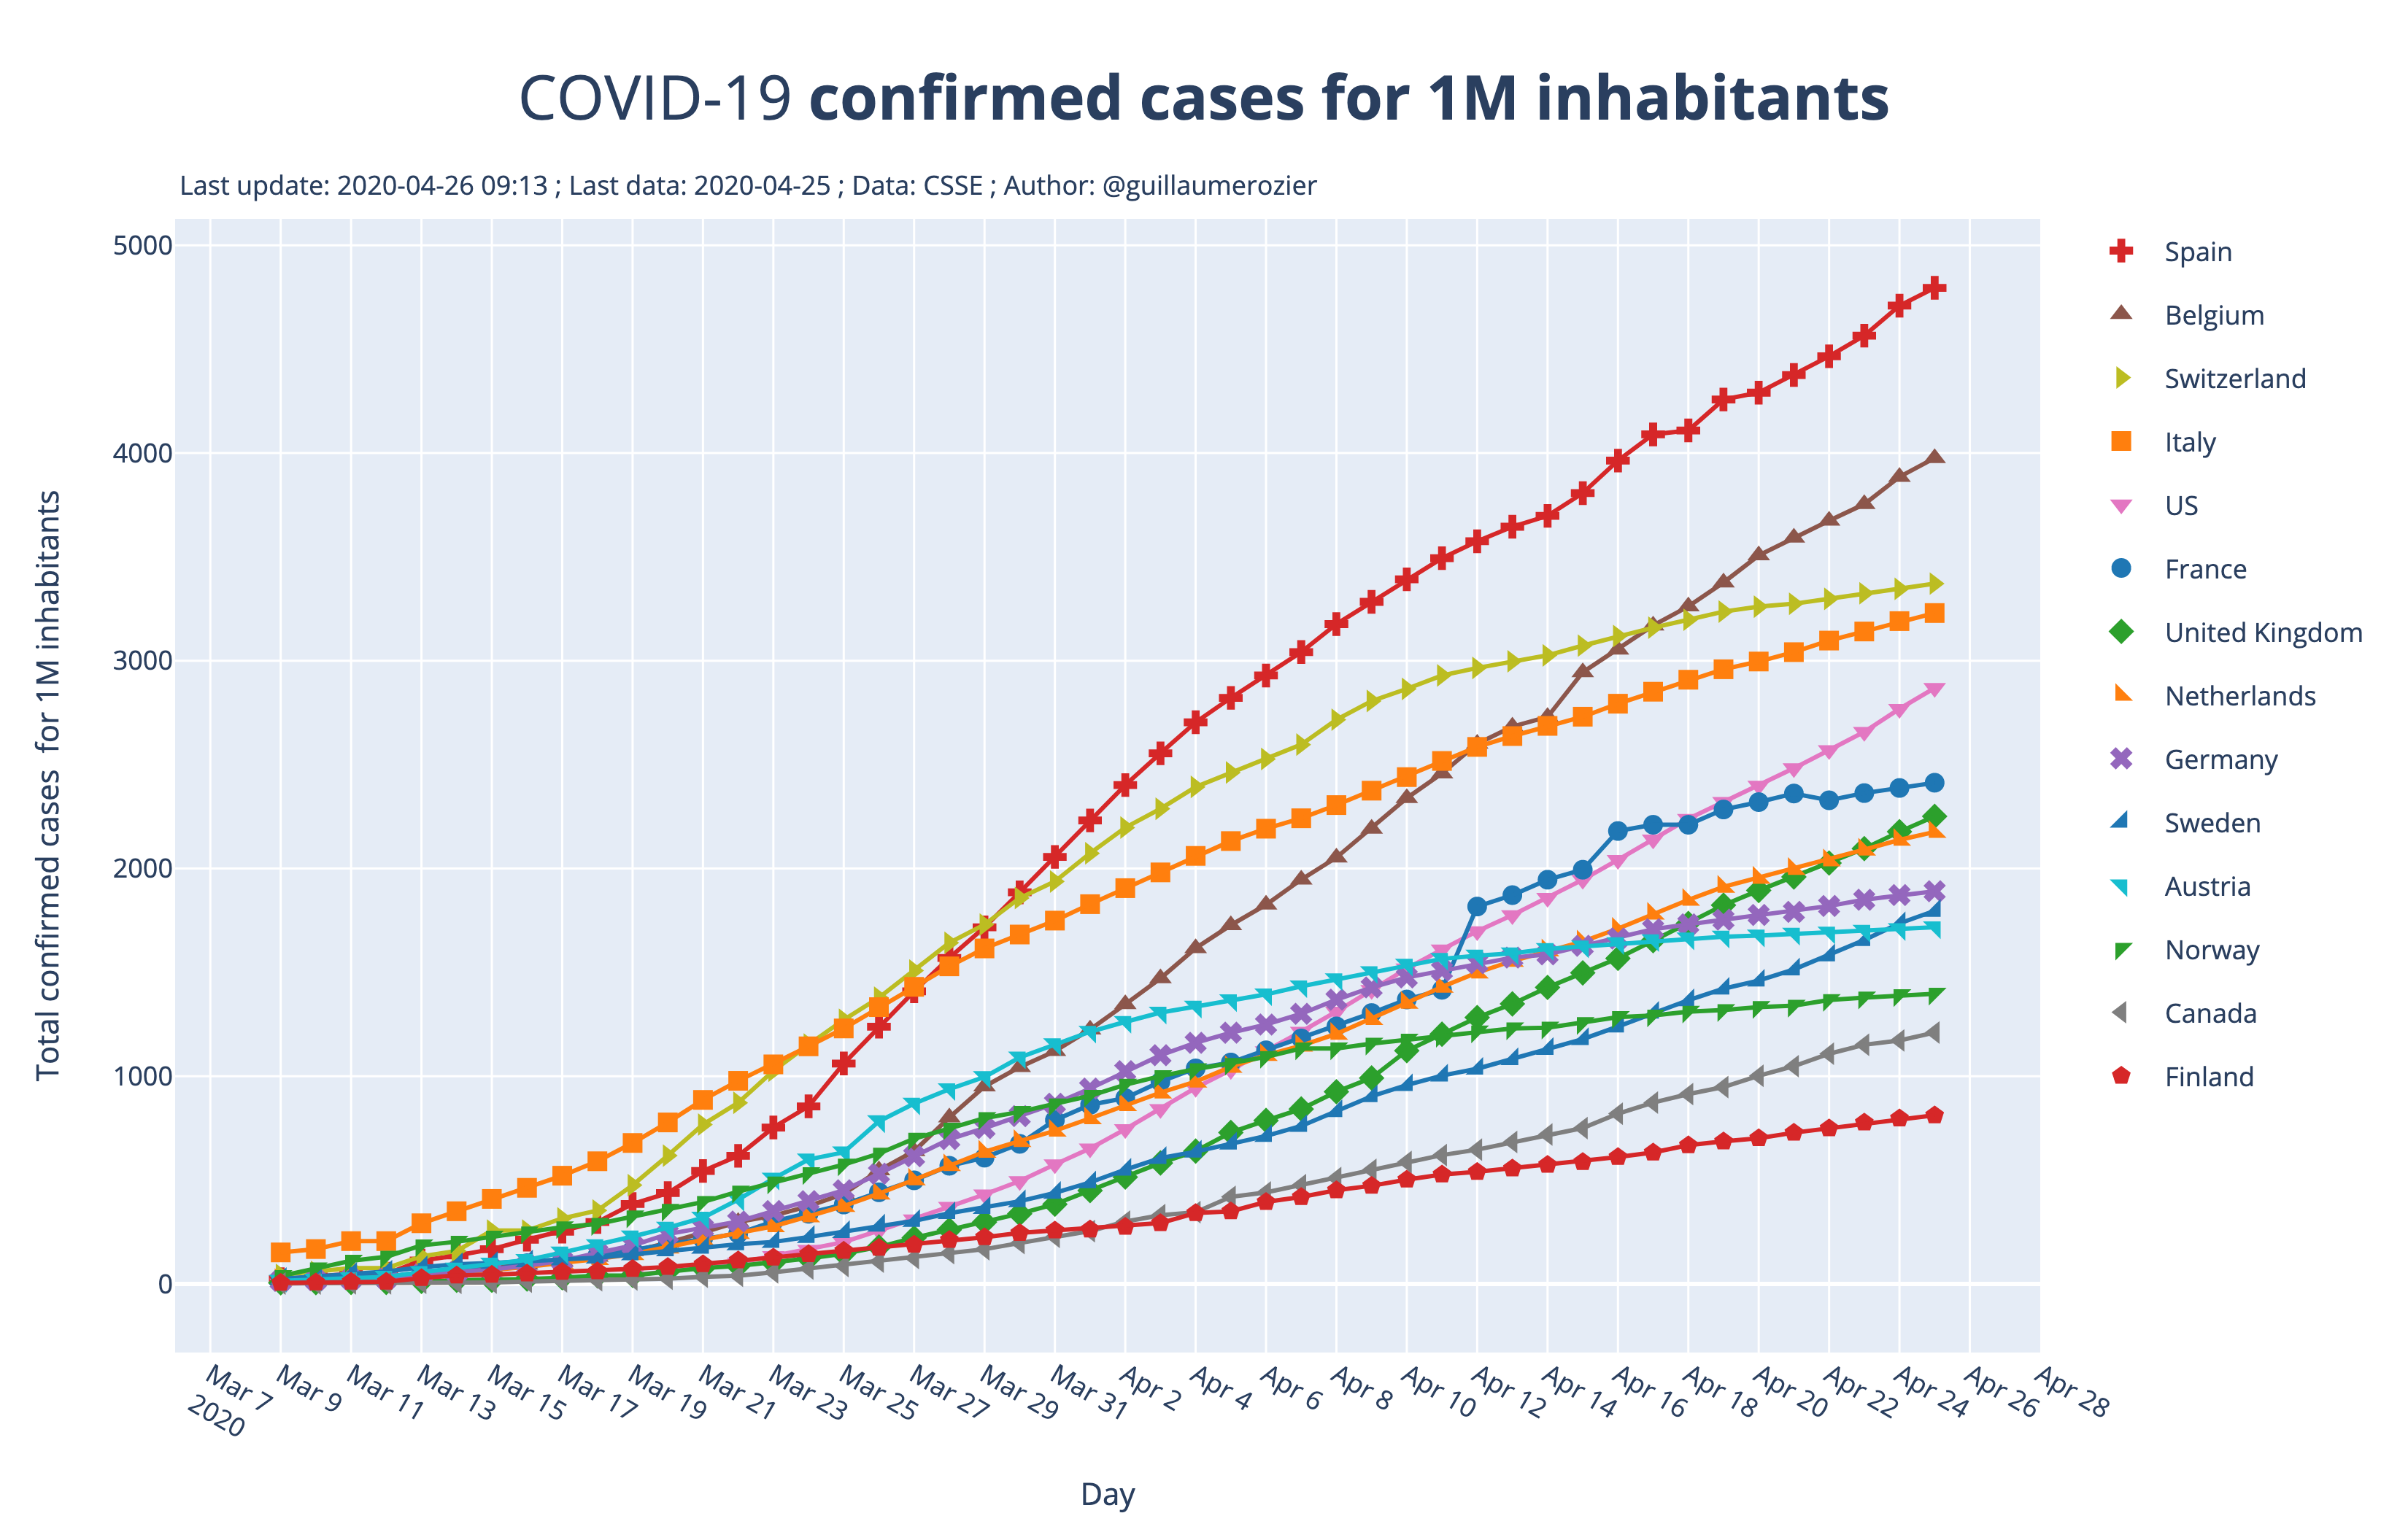 COVID-19 confirmed cases for 1M inhabitants
Last update: 2020-04-26 09:13 ; Last data: 2020-04-25 ; Data: CSSE ; Author: @guillaumerozier
Total confirmed cases for 1M inhabitants
5000
4000
3000
2000
1000
0
Mar 7
2020
Mar 9
Mar 11
Mar 13
Mar 15
Mar 17
Mar 19
Mar 21
Mar 23
Mar 25
Mar 27
Mar 29
Mar 31
Apr 2
Apr 4
Apr 6
Apr 8
Apr 10
Apr 12
Apr 14
Apr 16
Apr 18
Apr 20
Apr 22
Apr 24
Apr 26
Apr 28
Day
Spain
Belgium
Switzerland
Italy
US
France
United Kingdom
Netherlands
Germany
Sweden
Austria
Norway
Canada
Finland